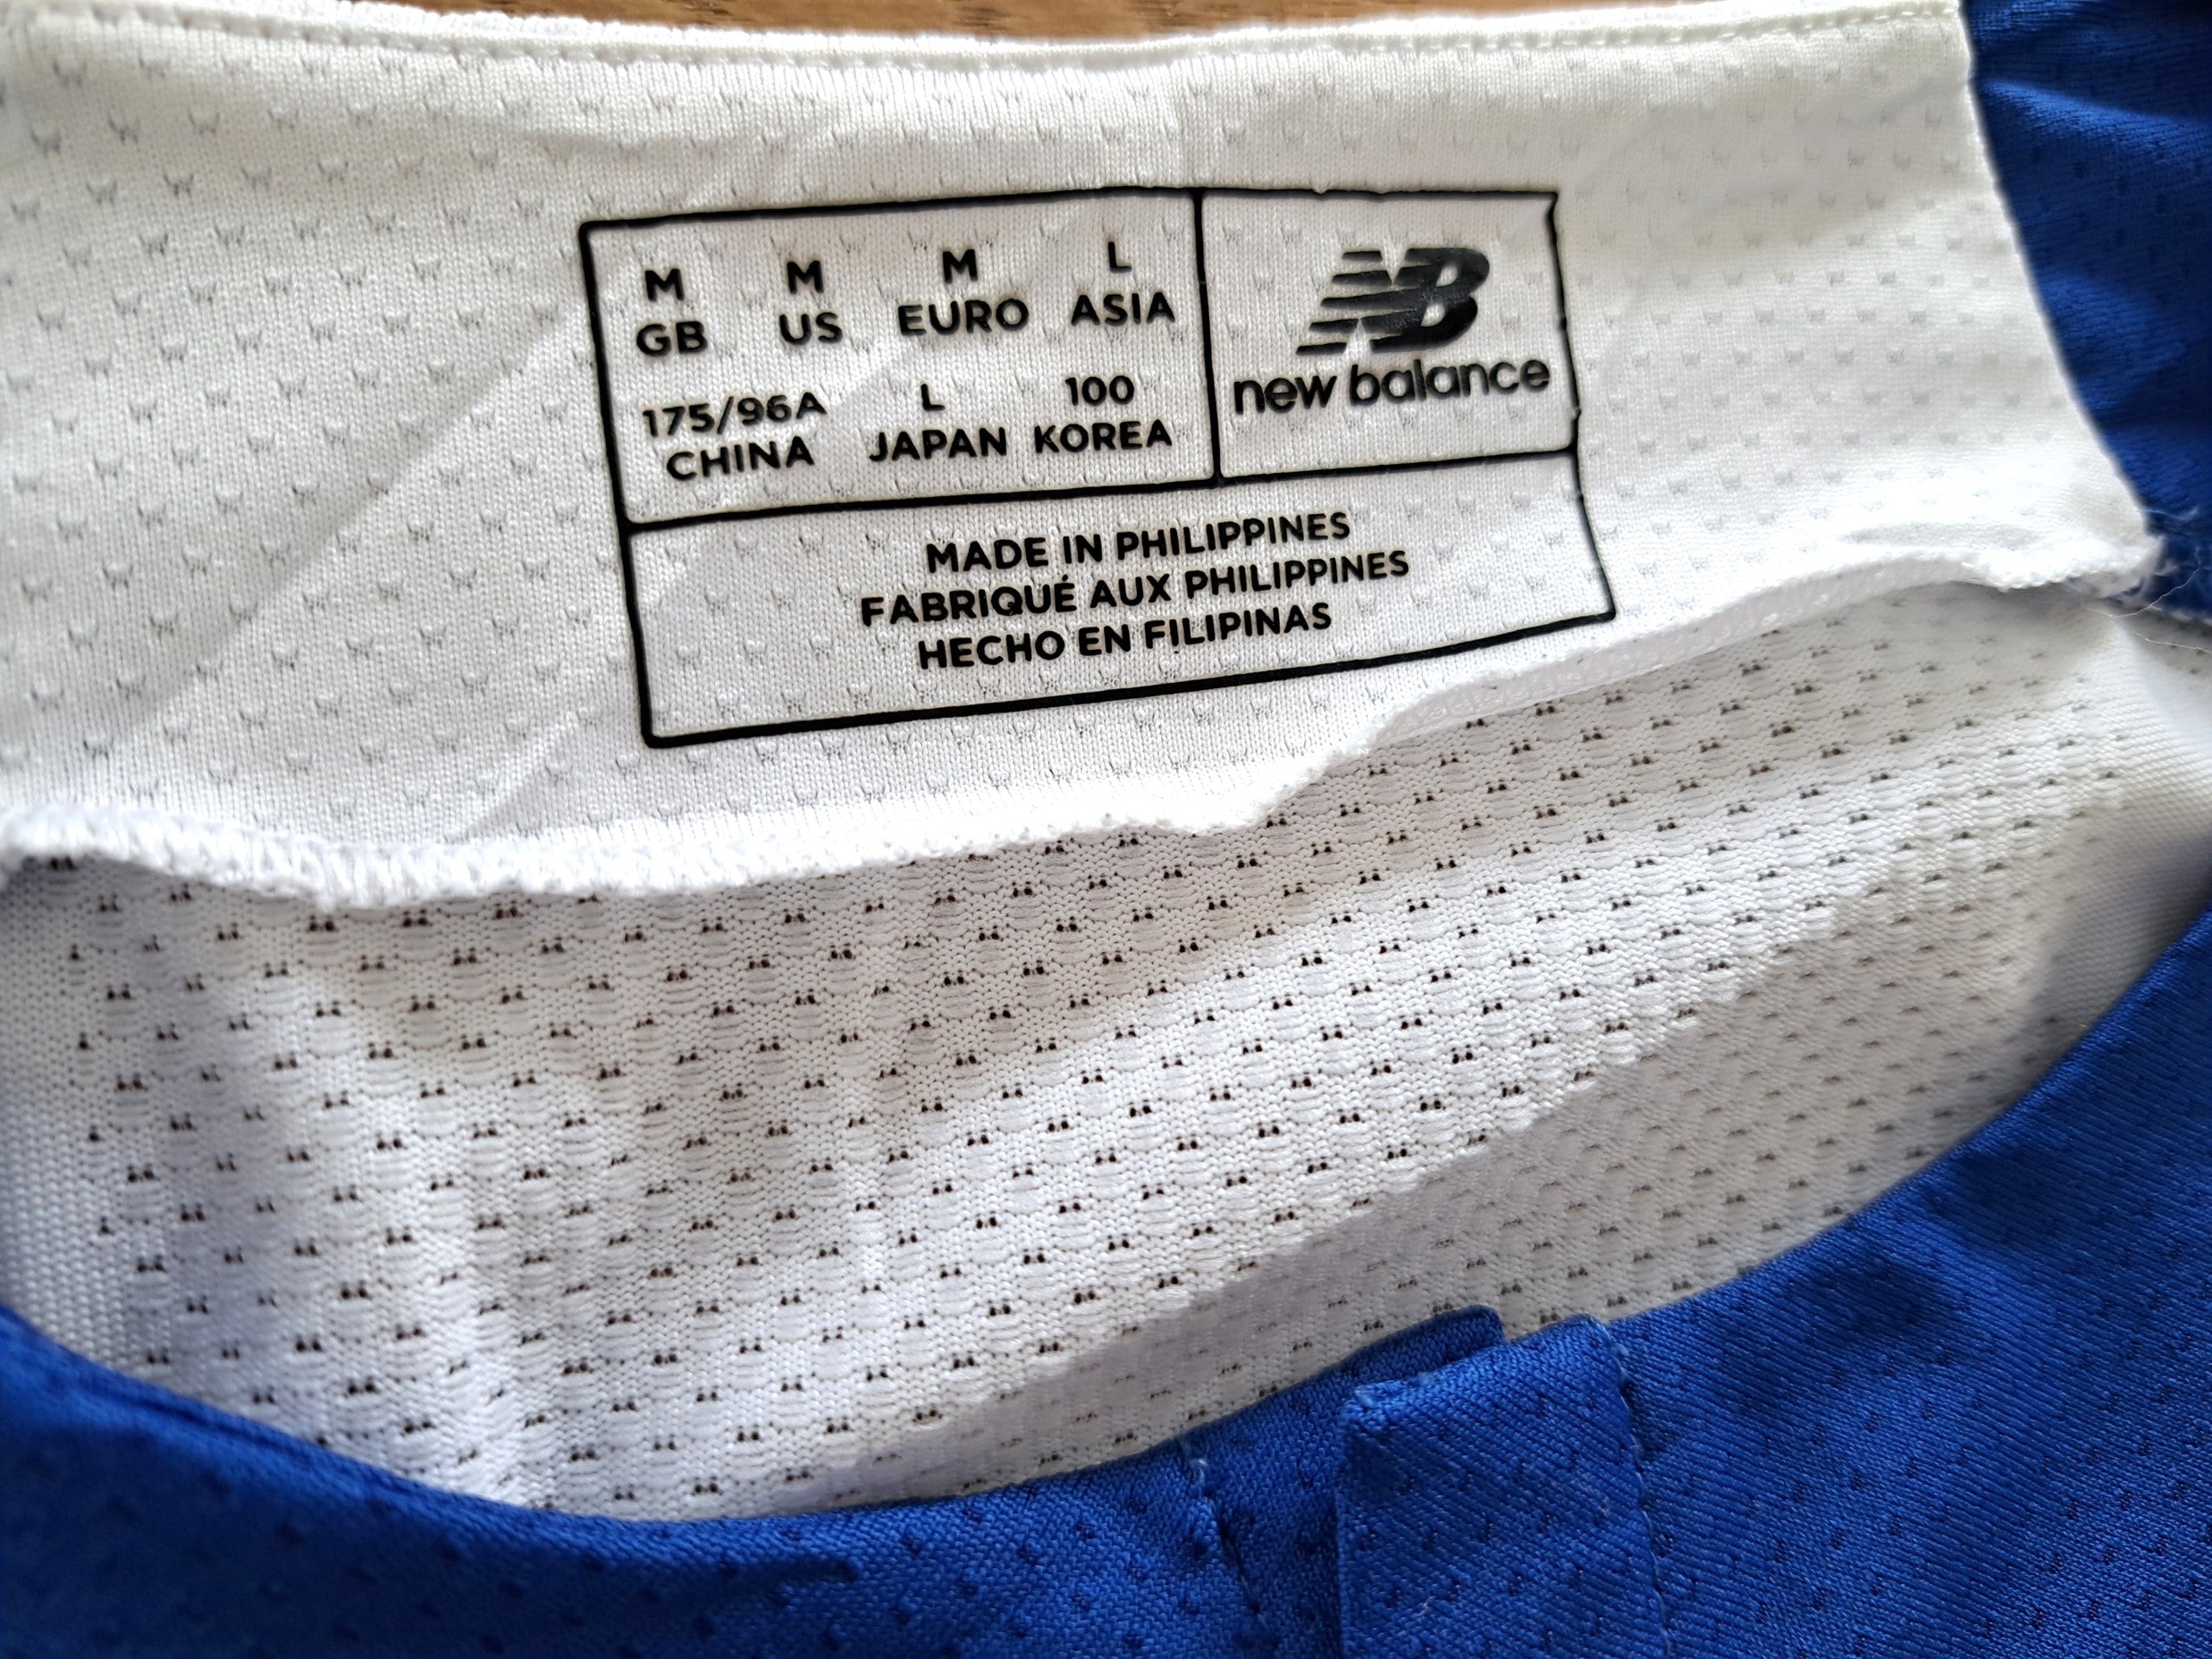 M M M L
GB US EURO ASIA
175/96A L 100
CHINA JAPAN KOREA
NB
new balance
MADE IN PHILIPPINES
FABRIQUÉ AUX PHILIPPINES
HECHO EN FILIPINAS